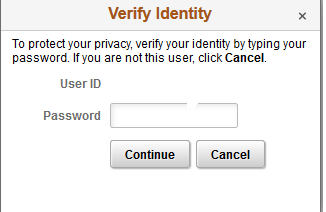 Verify Identity ×
To protect your privacy, verify your identity by typing your
password. If you are not this user, click Cancel.
User ID
Password
Continue Cancel